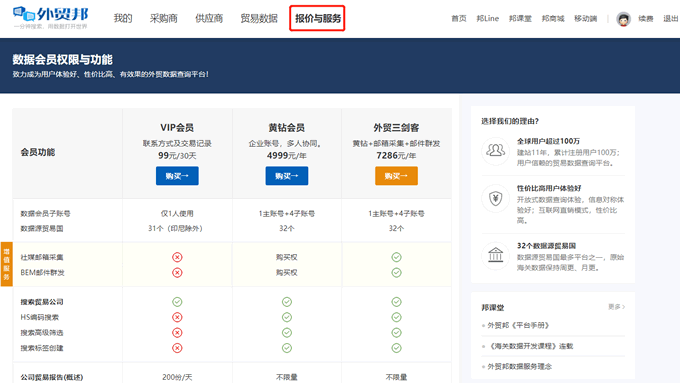 外贸邦
一分钟搜索，用数据打开世界
我的 采购商 供应商 贸易数据 报价与服务
首页 邦Line 邦课堂 邦商城 移动端 续费 退出
数据会员权限与功能
致力成为用户体验好、性价比高、有效果的外贸数据查询平台！
会员功能
VIP会员 黄钻会员 外贸三剑客
联系方式及交易记录 企业账号，多人协同。 黄钻+邮箱采集+邮件群发
99元/30天 4999元/年 7286元/年
购买→ 购买→ 购买→
数据会员子账号 仅1人使用 1主账号+4子账号 1主账号+4子账号
数据源贸易国 31个（印尼除外） 32个 32个
增值服务
社媒邮箱采集 购买权
BEM邮件群发 购买权
搜索贸易公司
HS编码搜索
搜索高级筛选
搜索标签创建
公司贸易报告(概述) 200份/天 不限量 不限量
选择我们的理由？
全球用户超过100万
建站11年，累计注册用户100万；
用户信赖的贸易数据查询平台。
性价比高用户体验好
开放式数据查询体验，信息对称体
验好；互联网直销模式，性价比
高。
32个数据源贸易国
数据源贸易国最多平台之一，原始
海关数据保持周更、月更。
邦课堂 更多 ›
» 外贸邦《平台手册》
» 《海关数据开发课程》连载
» 外贸邦数据服务理念